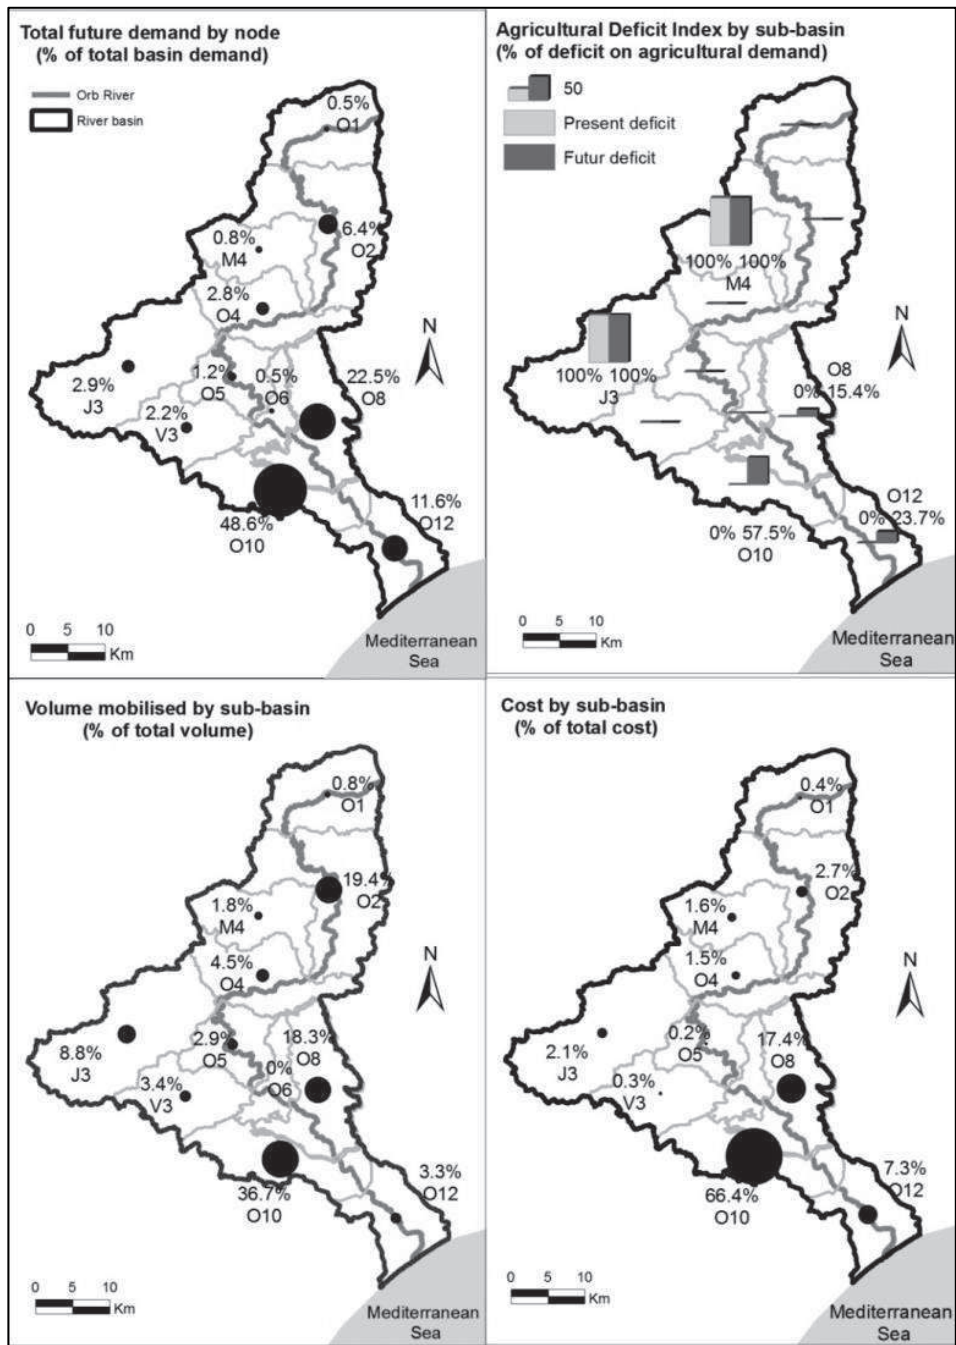 Total future demand by node
(% of total basin demand)
Orb River
River basin
0.5%
O1
6.4%
O2
0.8%
M4
2.8%
O4
1.2%
O5
0.5%
O6
22.5%
O8
2.9%
J3
2.2%
V3
48.6%
O10
11.6%
O12
N
0 5 10
Km
Mediterranean
Sea
Agricultural Deficit Index by sub-basin
(% of deficit on agricultural demand)
50
Present deficit
Futur deficit
100% 100%
M4
100% 100%
J3
O8
0% 15.4%
O12
0% 23.7%
0% 57.5%
O10
N
0 5 10
Km
Mediterranean
Sea
Volume mobilised by sub-basin
(% of total volume)
0.8%
O1
19.4%
O2
1.8%
M4
4.5%
O4
2.9%
O5
18.3%
O8
0%
O6
8.8%
J3
3.4%
V3
36.7%
O10
3.3%
O12
N
0 5 10
Km
Mediterranean
Sea
Cost by sub-basin
(% of total cost)
0.4%
O1
2.7%
O2
1.6%
M4
1.5%
O4
0.2%
O5
17.4%
O8
2.1%
J3
0.3%
V3
66.4%
O10
7.3%
O12
N
0 5 10
Km
Mediterranean
Sea